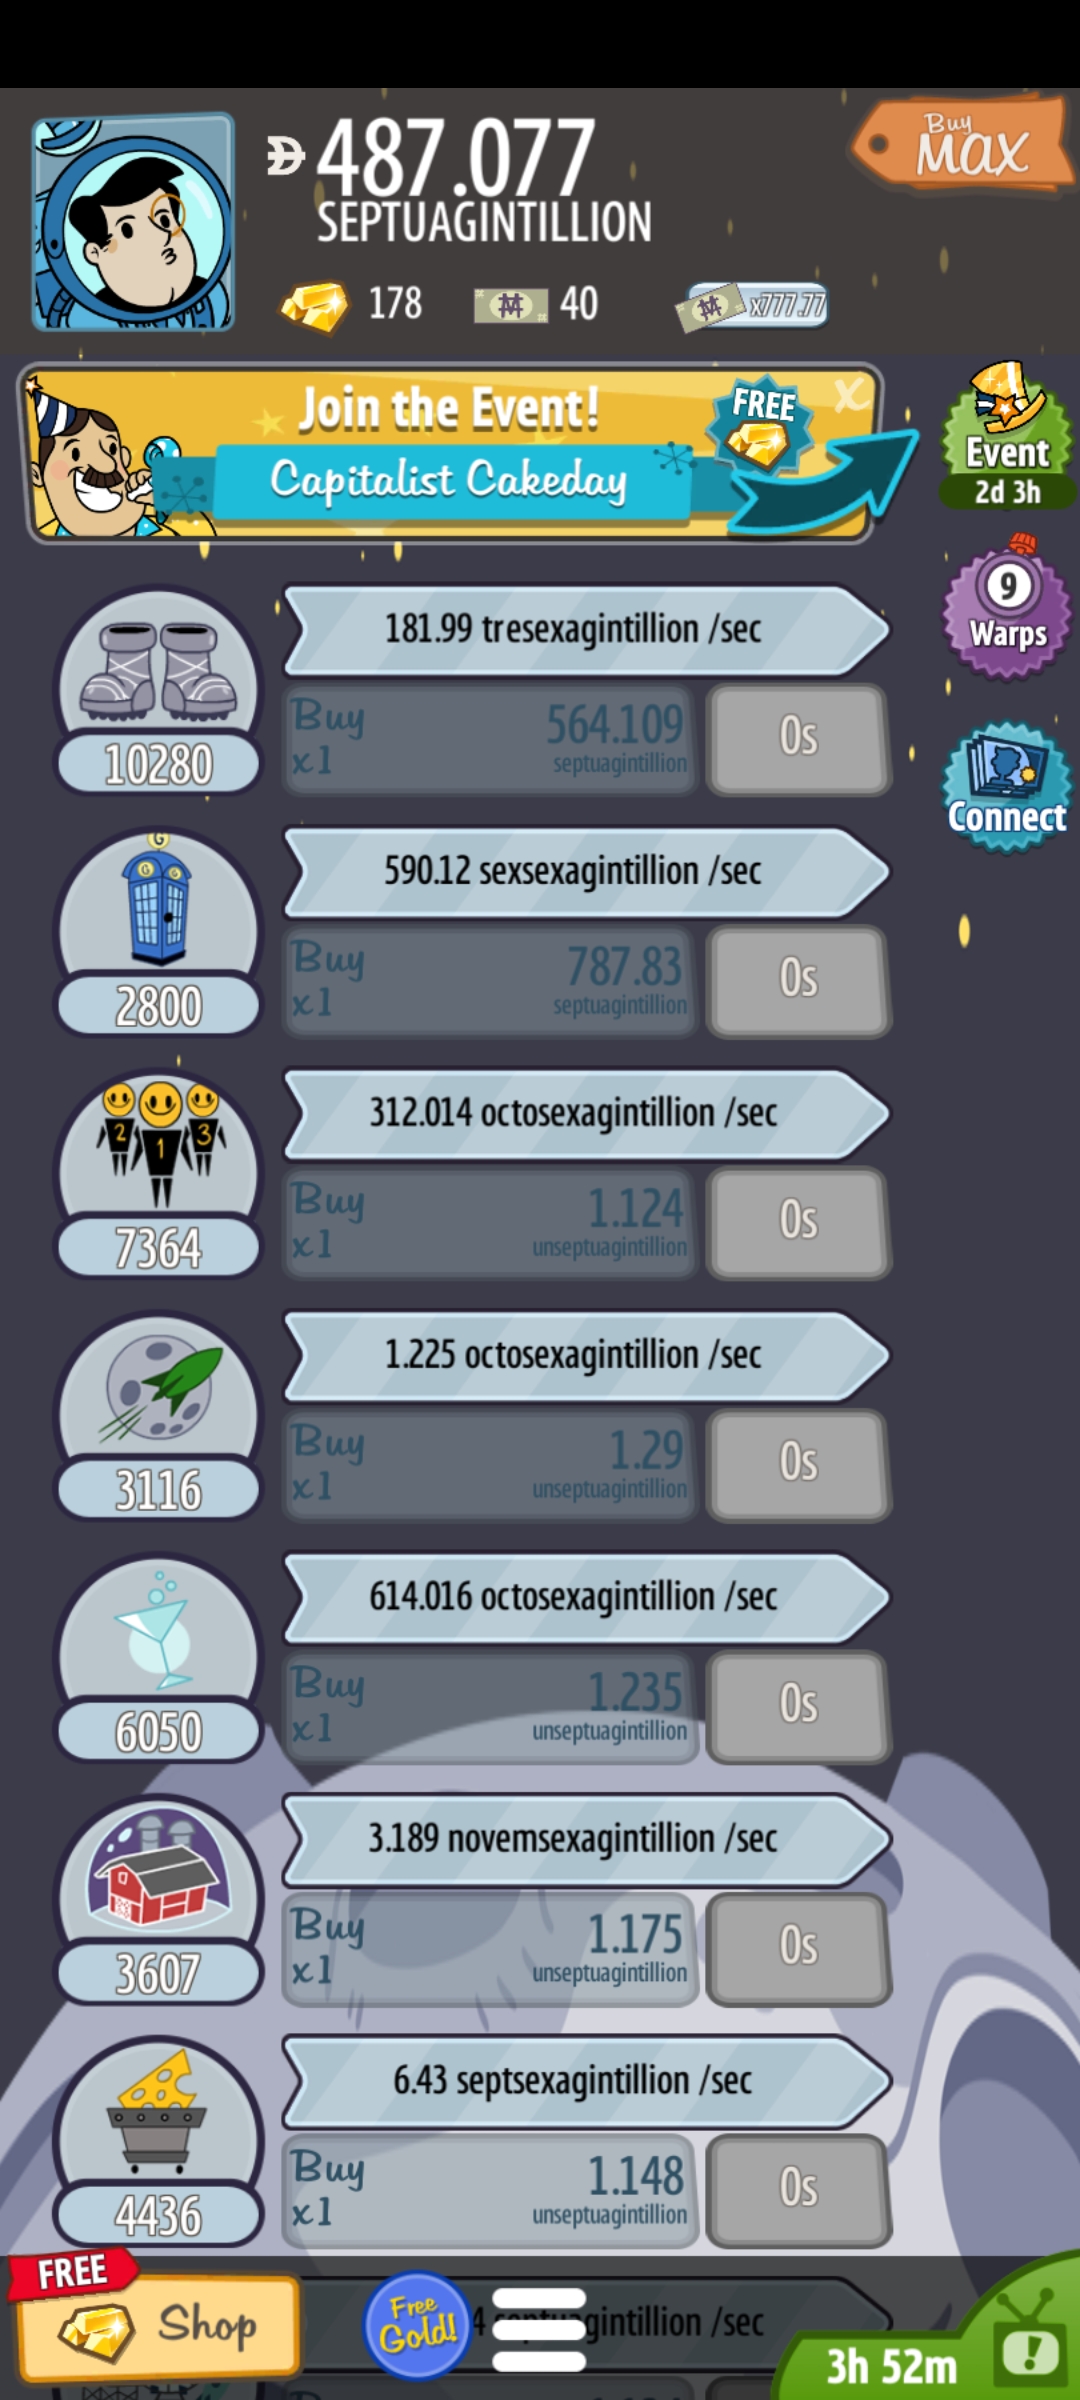 487.077
SEPTUAGINTILLION
Buy
MAX
178
40
x777.77
Join the Event!
Capitalist Cakeday
FREE
X
Event
2d 3h
9
Warps
Connect
181.99 tresexagintillion /sec
Buy
x1
564.109
septuagintillion
0s
10280
G
G G
590.12 sexsexagintillion /sec
Buy
x1
787.83
septuagintillion
0s
2800
2 1 3
312.014 octosexagintillion /sec
Buy
x1
1.124
unseptuagintillion
0s
7364
1.225 octosexagintillion /sec
Buy
x1
1.29
unseptuagintillion
0s
3116
614.016 octosexagintillion /sec
Buy
x1
1.235
unseptuagintillion
0s
6050
3.189 novemsexagintillion /sec
Buy
x1
1.175
unseptuagintillion
0s
3607
6.43 septsexagintillion /sec
Buy
x1
1.148
unseptuagintillion
0s
4436
FREE
Shop
Free
Gold!
4 septuagintillion /sec
3h 52m
!